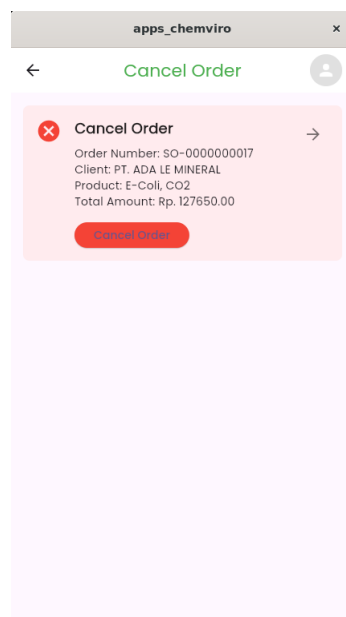 apps_chemviro
Cancel Order
Cancel Order
Order Number: SO-0000000017
Client: PT. ADA LE MINERAL
Product: E-Coli, CO2
Total Amount: Rp. 127650.00
Cancel Order